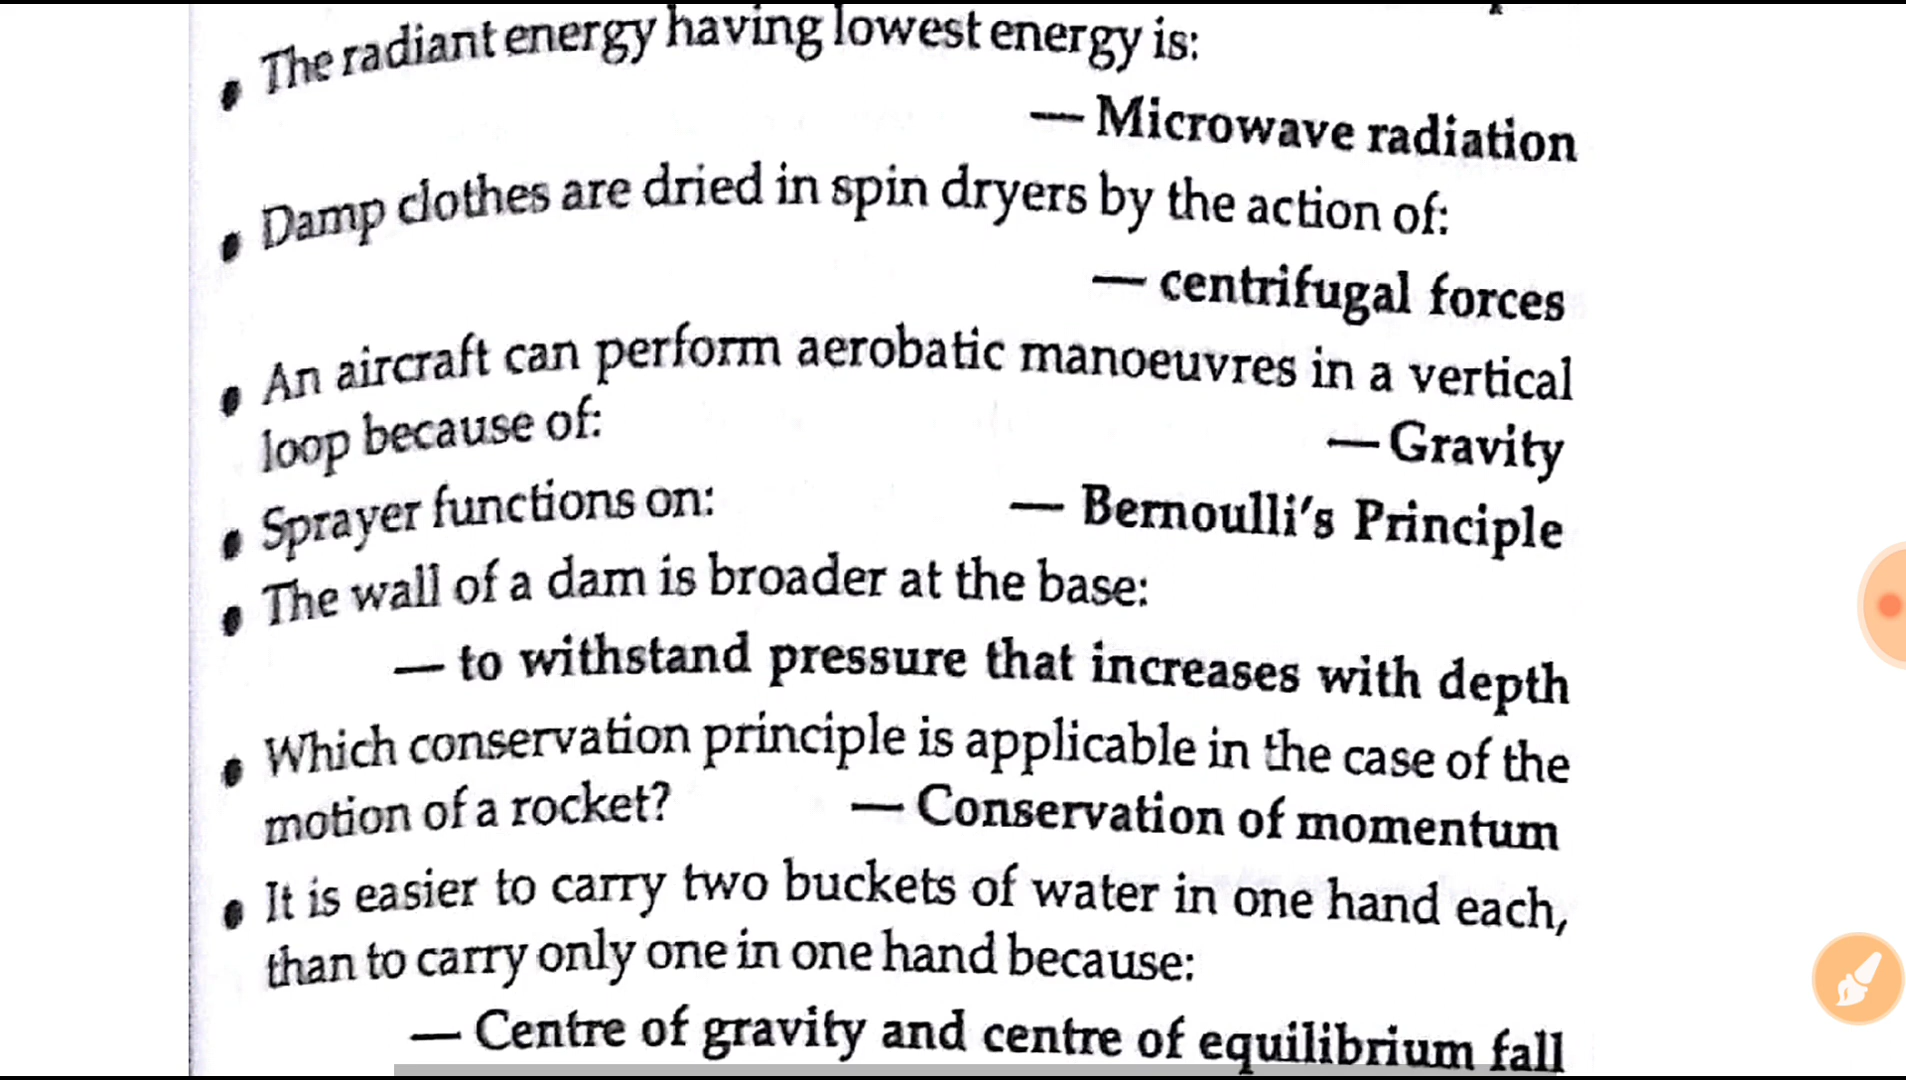 • The radiant energy having lowest energy is:
— Microwave radiation
• Damp clothes are dried in spin dryers by the action of:
— centrifugal forces
• An aircraft can perform aerobatic manoeuvres in a vertical
loop because of: — Gravity
• Sprayer functions on: — Bernoulli's Principle
• The wall of a dam is broader at the base:
— to withstand pressure that increases with depth
• Which conservation principle is applicable in the case of the
motion of a rocket? — Conservation of momentum
• It is easier to carry two buckets of water in one hand each,
than to carry only one in one hand because:
— Centre of gravity and centre of equilibrium fall